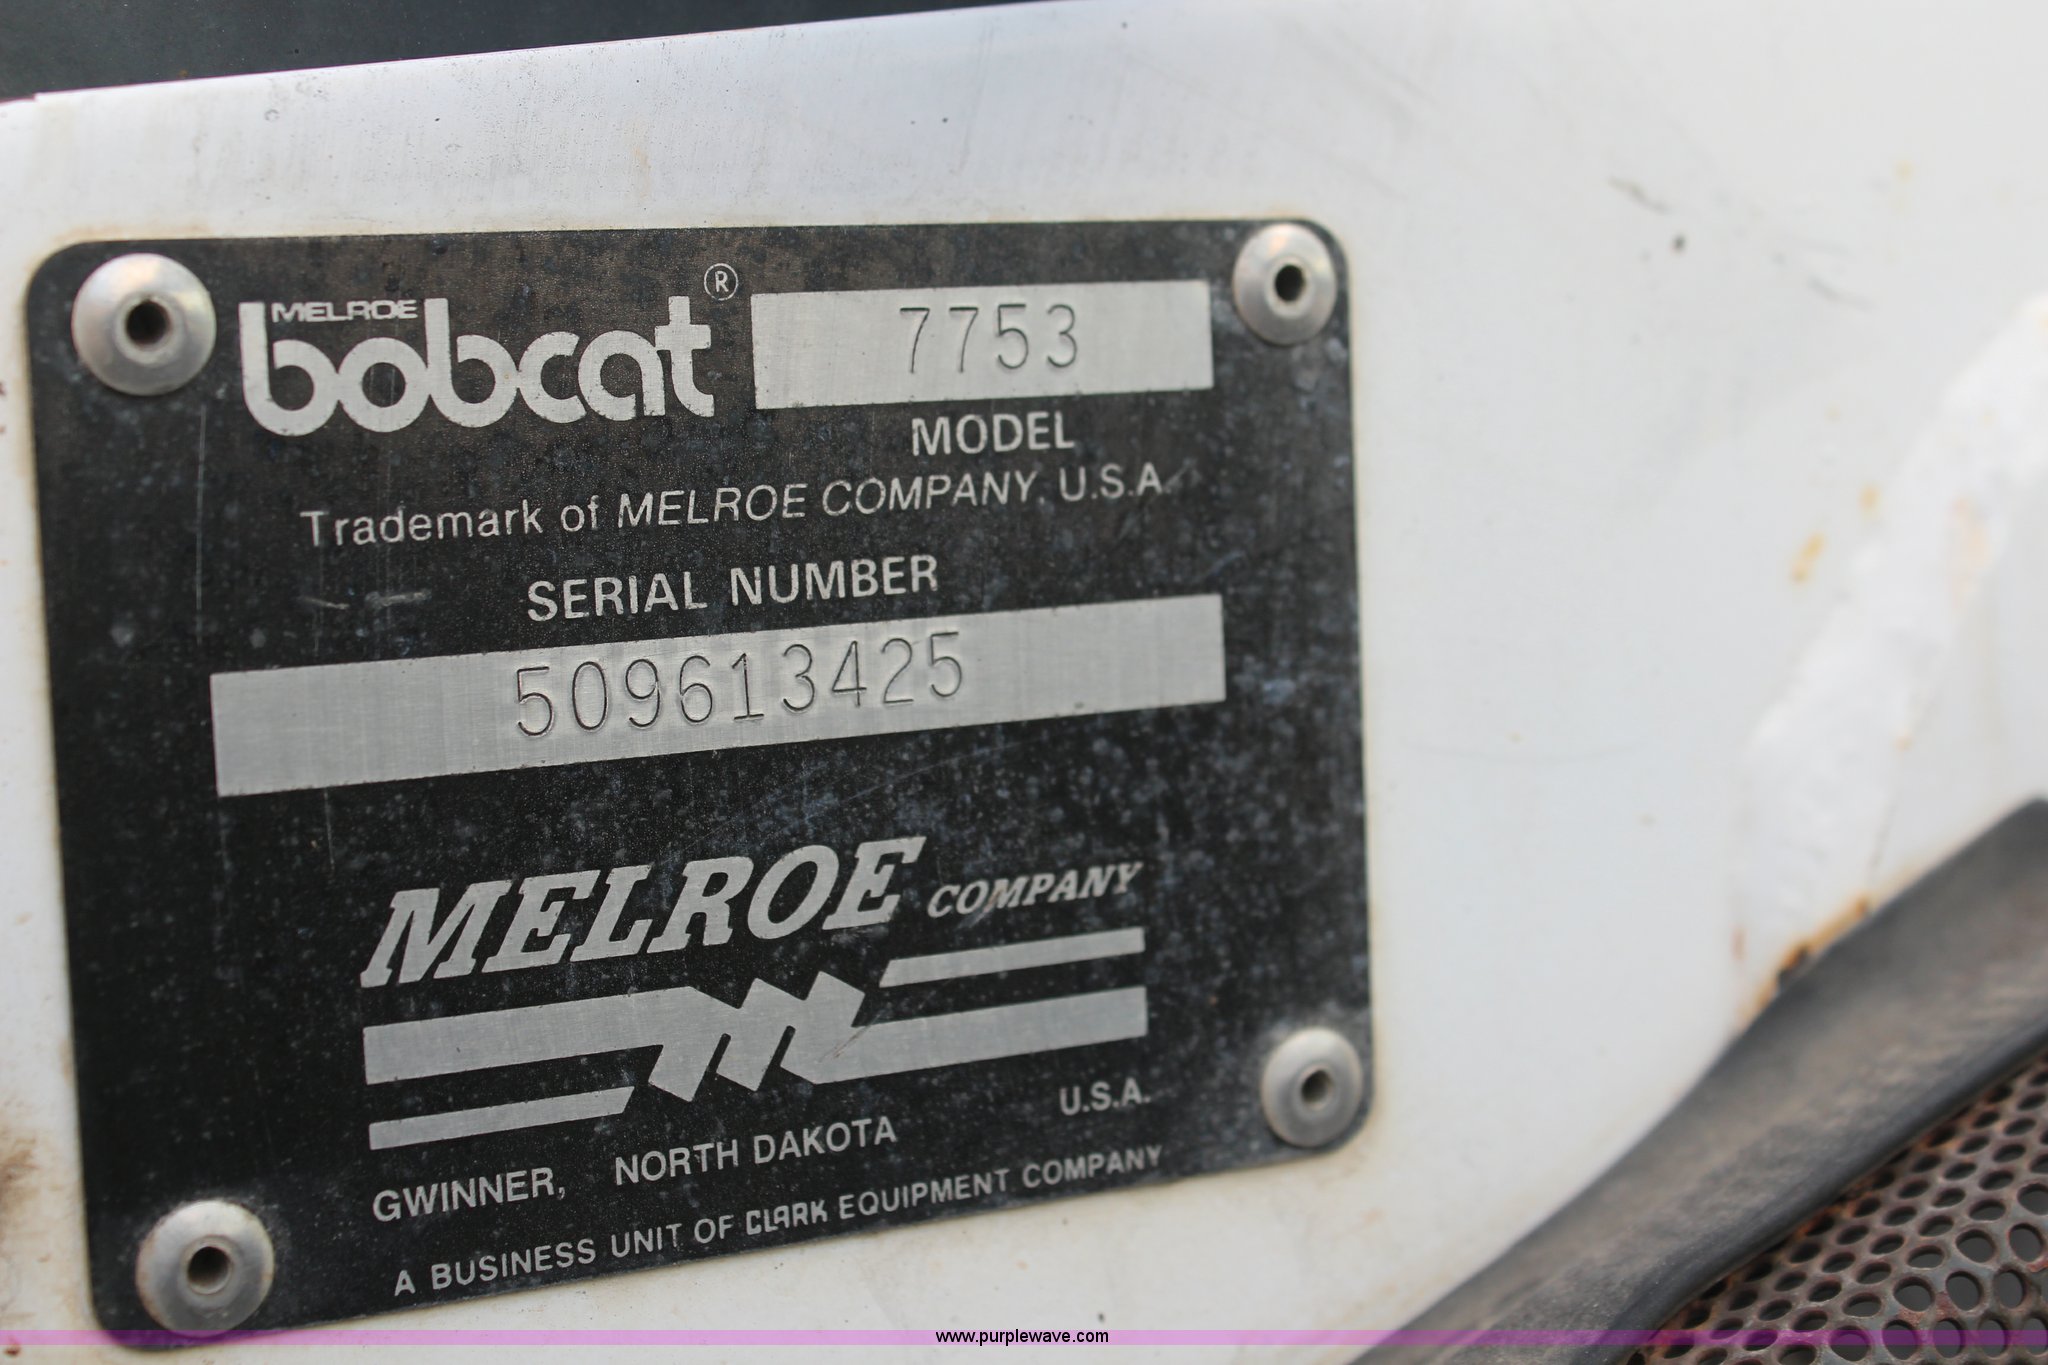 MELROE
bobcat® 7753
MODEL
Trademark of MELROE COMPANY, U.S.A.
SERIAL NUMBER
509613425
MELROE COMPANY
GWINNER, NORTH DAKOTA U.S.A.
A BUSINESS UNIT OF CLARK EQUIPMENT COMPANY
www.purplewave.com